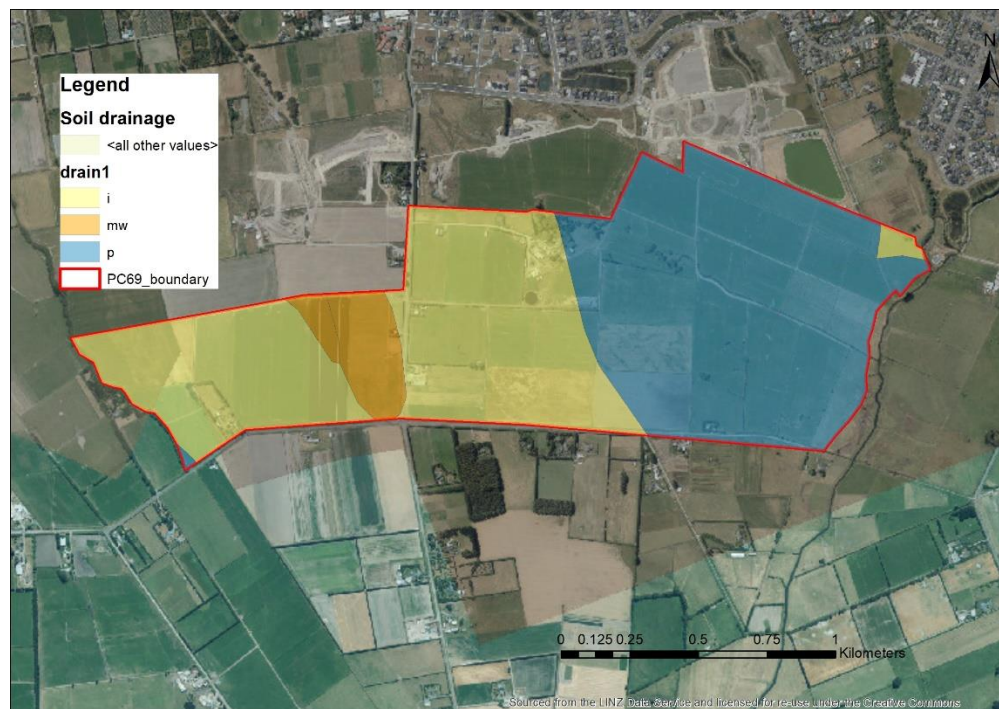 Legend
Soil drainage
<all other values>
drain1
i
mw
p
PC69_boundary
N
0 0.125 0.25 0.5 0.75 1
Kilometers
Sourced from the LINZ Data Service and licensed for re-use under the Creative Commons